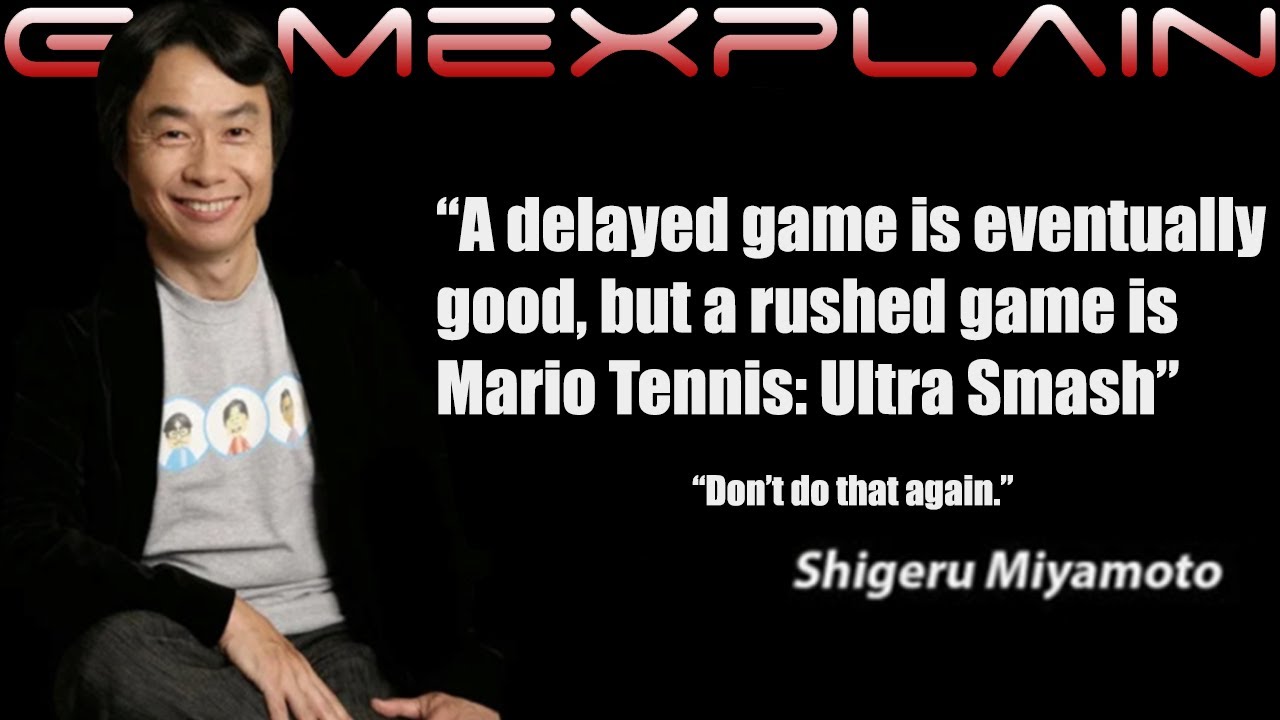 GAMEXPLAIN
“A delayed game is eventually
good, but a rushed game is
Mario Tennis: Ultra Smash”
“Don’t do that again.”
Shigeru Miyamoto